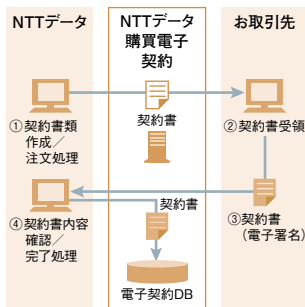 NTTデータ
NTTデータ
購買電子
契約
お取引先
契約書
①契約書類
作成／
注文処理
②契約書受領
契約書
③契約書
（電子署名）
④契約書内容
確認／
完了処理
電子契約DB